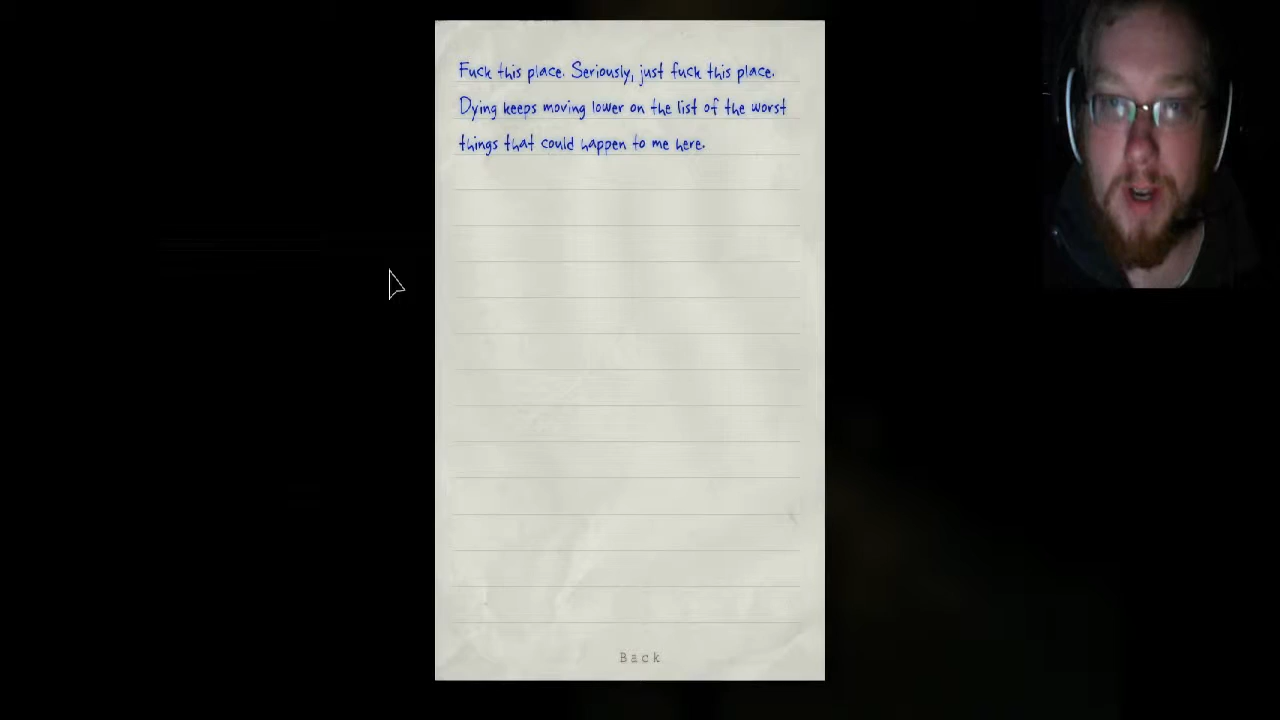 Fuck this place. Seriously, just fuck this place.
Dying keeps moving lower on the list of the worst
things that could happen to me here.
Back